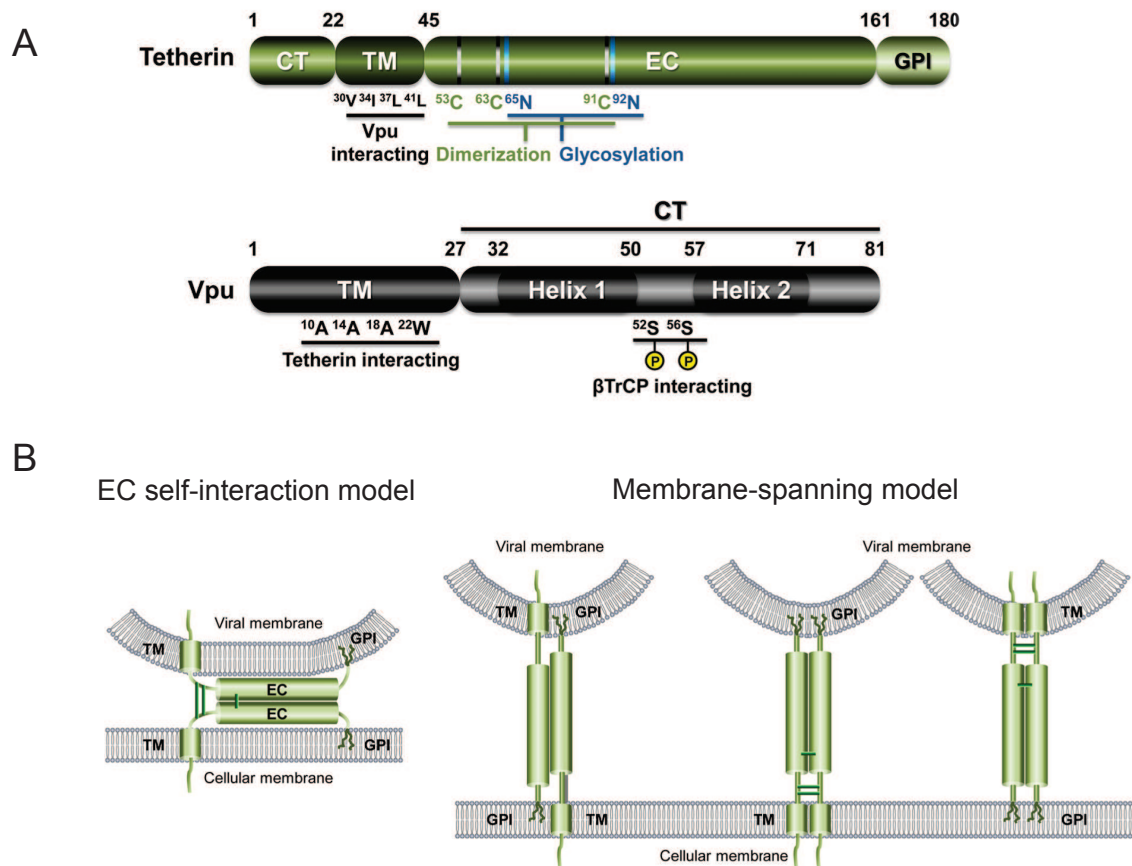 A
1 22 45 161 180
Tetherin CT TM EC GPI
³⁰V ³⁴I ³⁷L ⁴¹L ⁵³C ⁶³C ⁶⁵N ⁹¹C ⁹²N
Vpu
interacting
Dimerization Glycosylation
CT
1 27 32 50 57 71 81
Vpu TM Helix 1 Helix 2
¹⁰A ¹⁴A ¹⁸A ²²W ⁵²S ⁵⁶S
Tetherin interacting
P P
βTrCP interacting
B
EC self-interaction model
Membrane-spanning model
Viral membrane
TM
GPI
EC
EC
TM
GPI
Cellular membrane
Viral membrane
Viral membrane
TM GPI
GPI
TM
GPI TM
TM
GPI
Cellular membrane